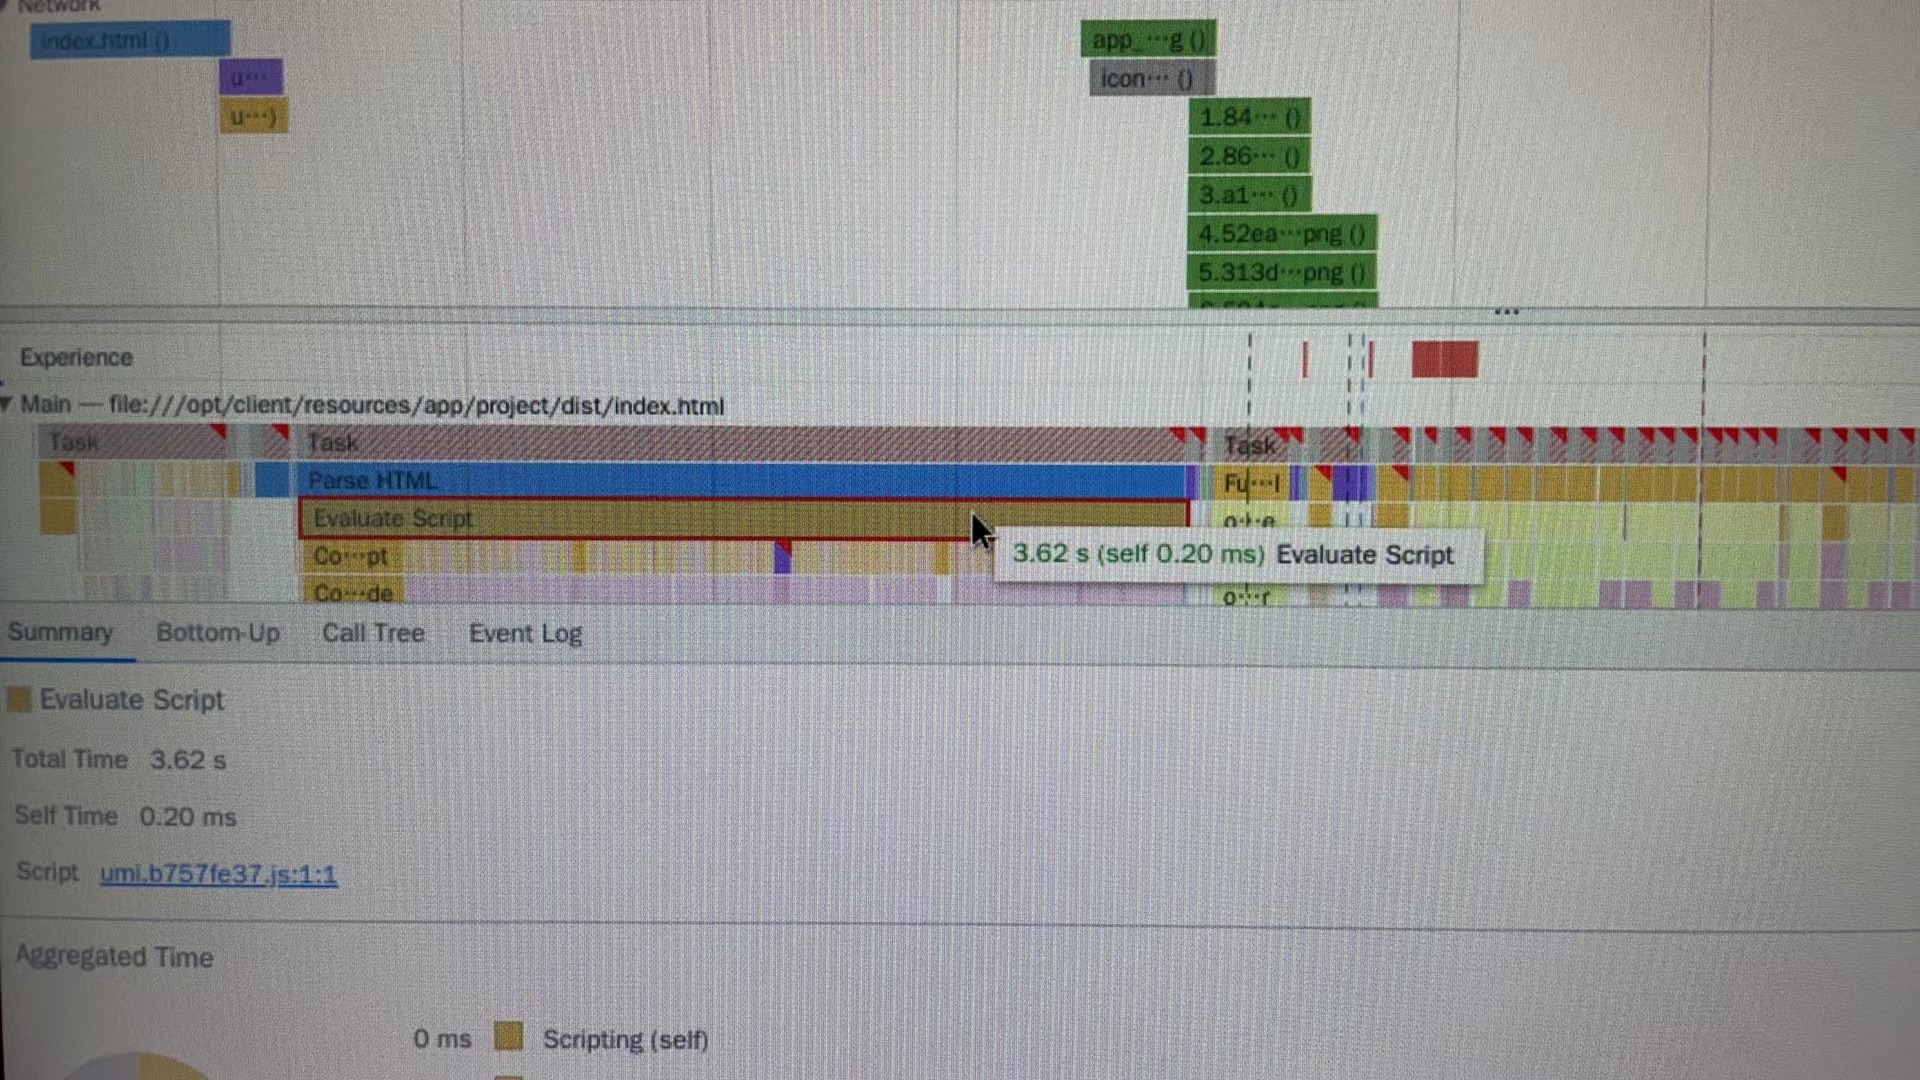 Network
index.html ()
app_…g ()
u…
icon… ()
u…)
1.84… ()
2.86… ()
3.a1… ()
4.52ea…png ()
5.313d…png ()
Experience
Main — file:///opt/client/resources/app/project/dist/index.html
Task
Task
Task
Parse HTML
Fu…l
Evaluate Script
o…e
Co…pt
3.62 s (self 0.20 ms) Evaluate Script
Co…de
o…r
Summary
Bottom-Up
Call Tree
Event Log
Evaluate Script
Total Time 3.62 s
Self Time 0.20 ms
Script umi.b757fe37.js:1:1
Aggregated Time
0 ms Scripting (self)